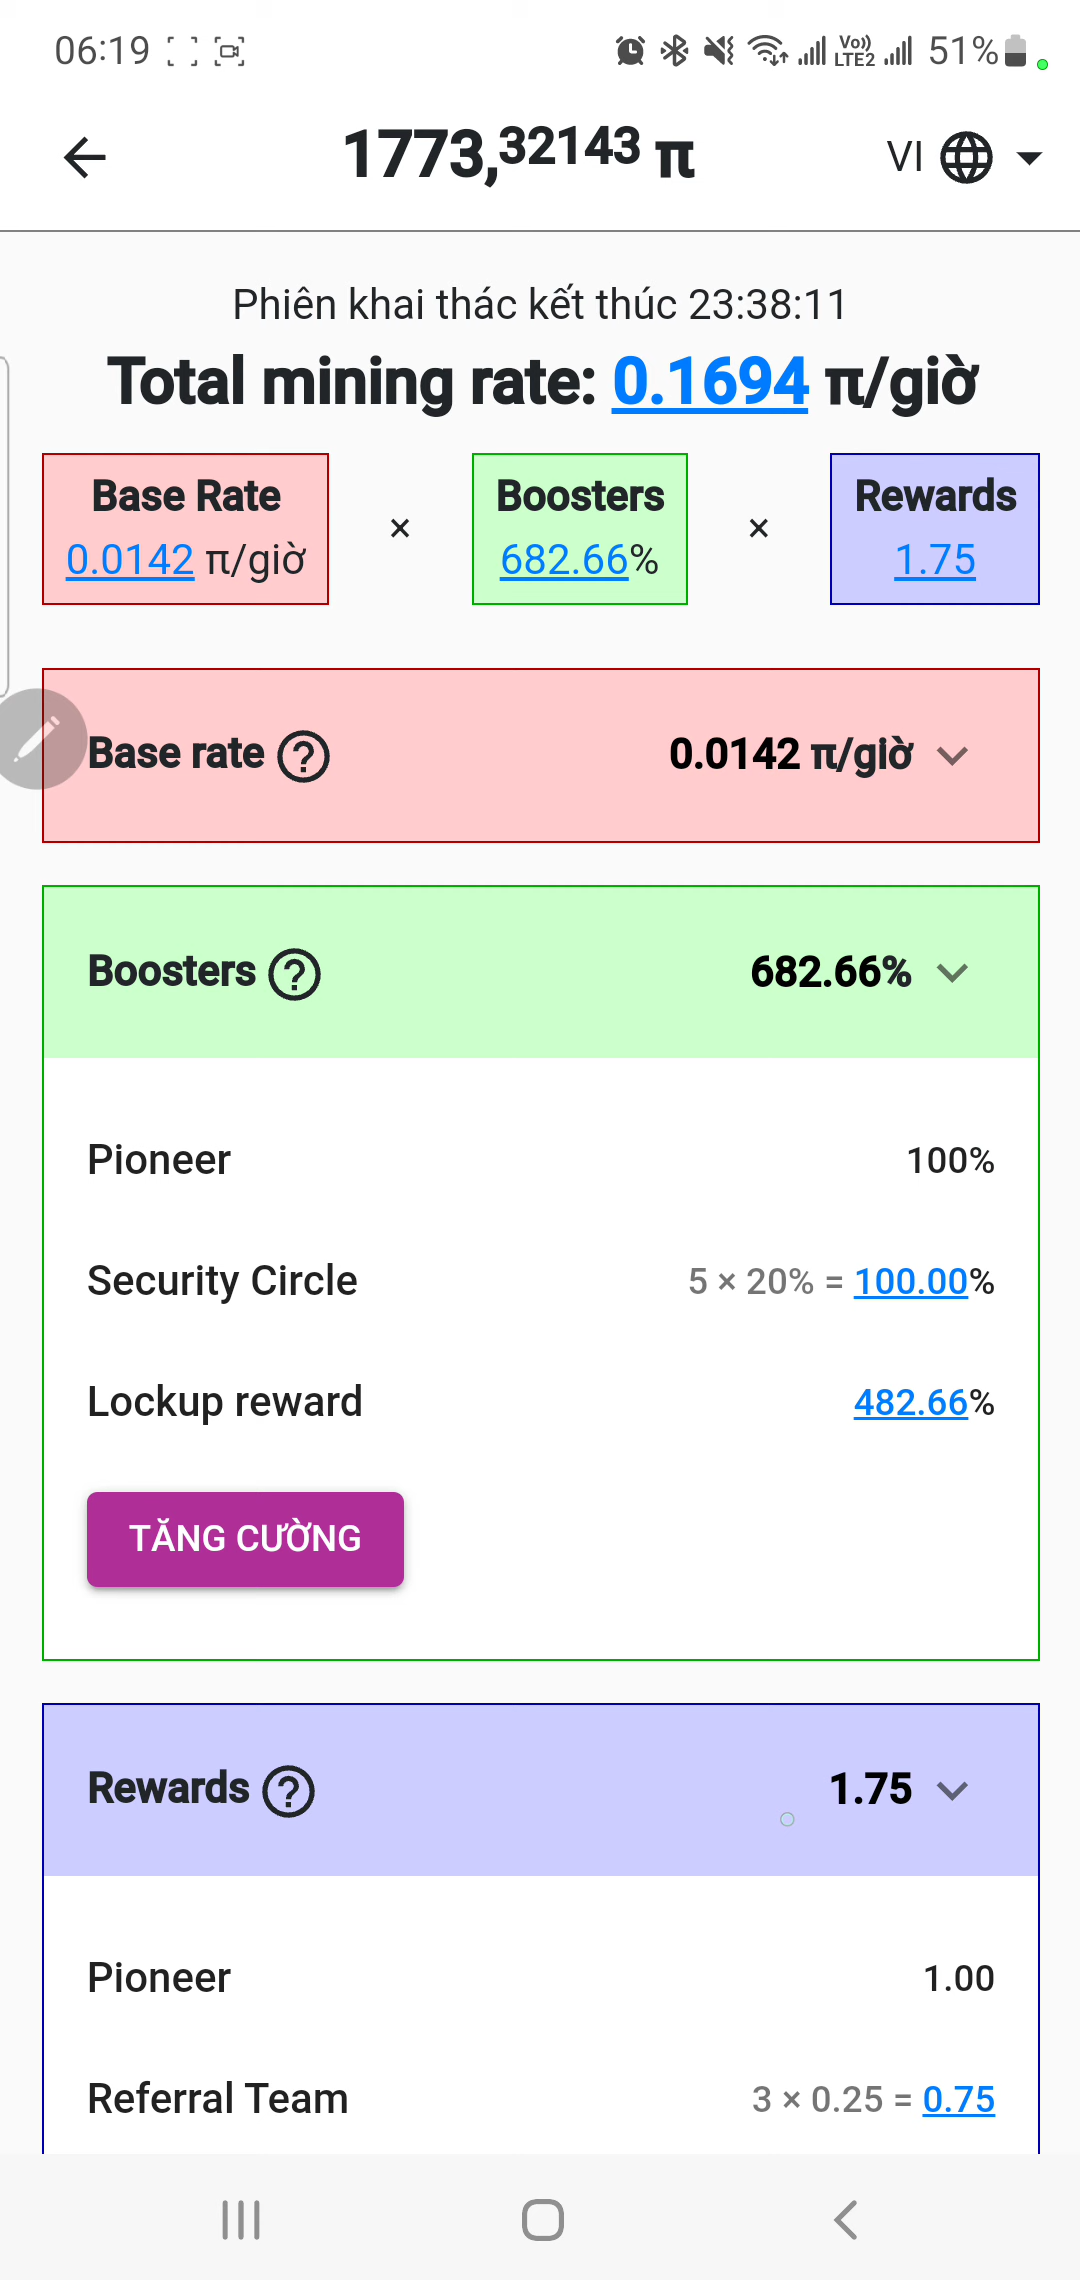 06:19 Vo)) LTE2 51%
1773,32143 π VI
Phiên khai thác kết thúc 23:38:11
Total mining rate: 0.1694 π/giờ
Base Rate × Boosters × Rewards
0.0142 π/giờ 682.66% 1.75
Base rate ? 0.0142 π/giờ
Boosters ? 682.66%
Pioneer 100%
Security Circle 5 × 20% = 100.00%
Lockup reward 482.66%
TĂNG CƯỜNG
Rewards ? 1.75
Pioneer 1.00
Referral Team 3 × 0.25 = 0.75